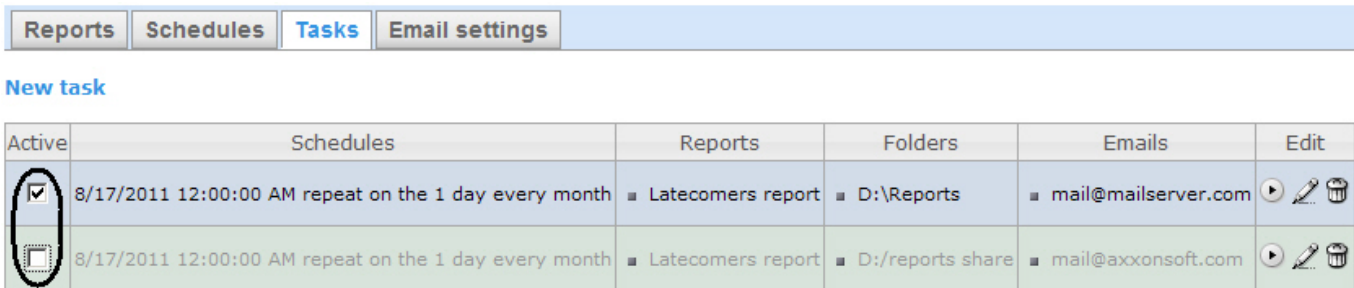 Reports Schedules Tasks Email settings
New task
Active Schedules Reports Folders Emails Edit
8/17/2011 12:00:00 AM repeat on the 1 day every month Latecomers report D:\Reports mail@mailserver.com
8/17/2011 12:00:00 AM repeat on the 1 day every month Latecomers report D:/reports share mail@axxonsoft.com